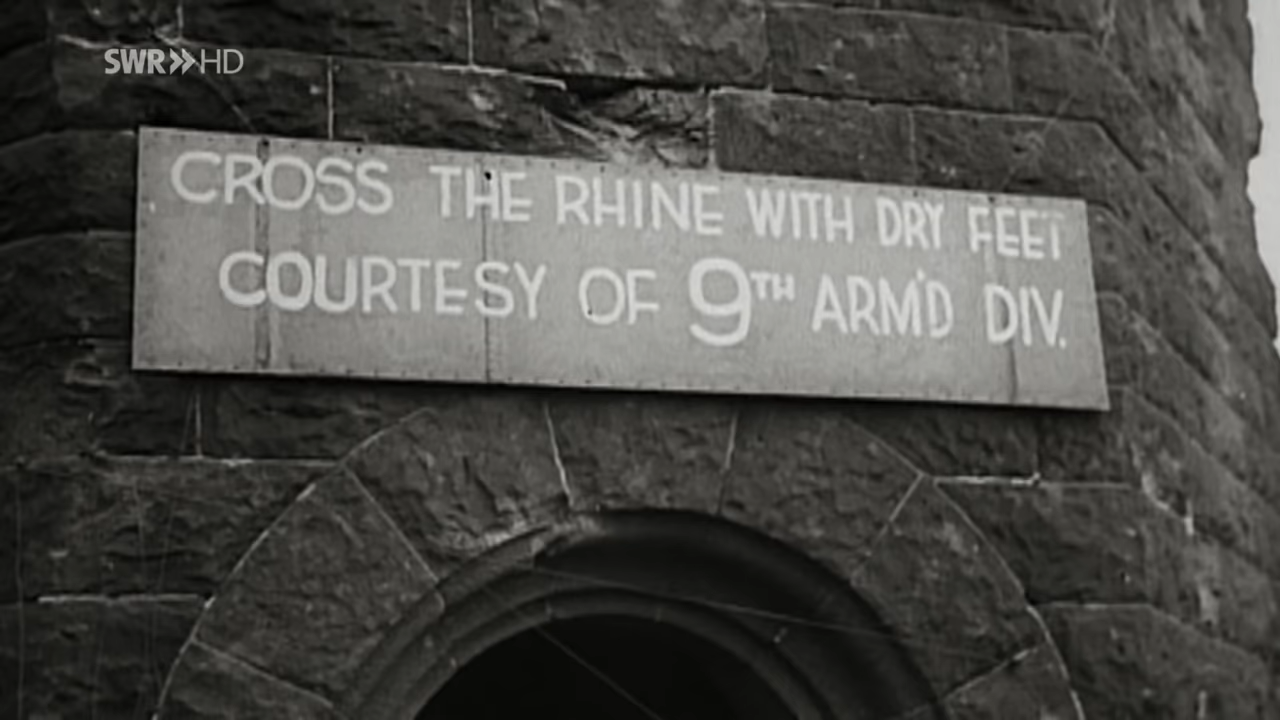 SWR>>HD
CROSS THE RHINE WITH DRY FEET
COURTESY OF 9TH ARM'D DIV.